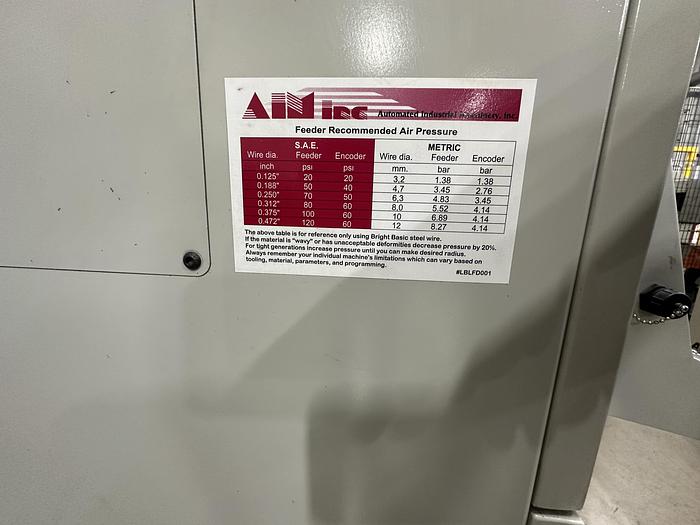 AIM inc Automated Industrial Machinery, Inc.
Feeder Recommended Air Pressure
S.A.E. METRIC
Wire dia. Feeder Encoder Wire dia. Feeder Encoder
inch psi psi mm. bar bar
0.125" 20 20 3,2 1.38 1.38
0.188" 50 40 4,7 3.45 2.76
0.250" 70 50 6,3 4.83 3.45
0.312" 80 60 8,0 5.52 4.14
0.375" 100 60 10 6.89 4.14
0.472" 120 60 12 8.27 4.14
The above table is for reference only using Bright Basic steel wire.
If the material is "wavy" or has unacceptable deformities decrease pressure by 20%.
For tight generations increase pressure until you can make desired radius.
Always remember your individual machine's limitations which can vary based on
tooling, material, parameters, and programming.
#LBLFD001